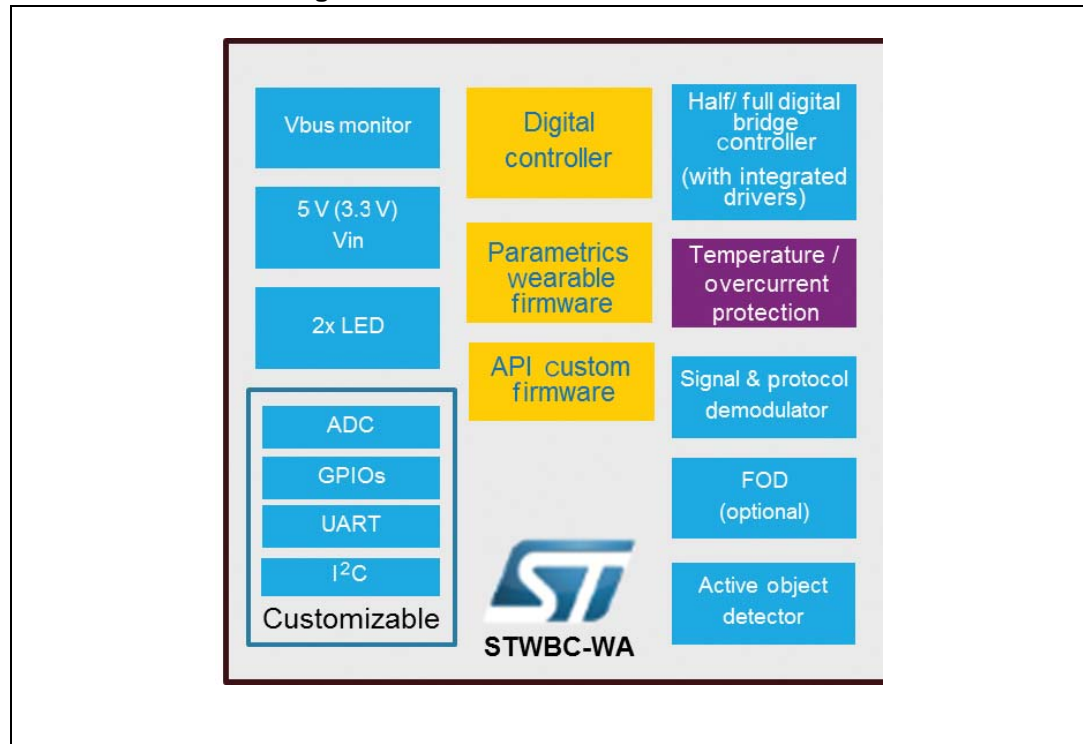 Vbus monitor
5 V (3.3 V)
Vin
2x LED
ADC
GPIOs
UART
I²C
Customizable
Digital
controller
Parametrics
wearable
firmware
API custom
firmware
ST
STWBC-WA
Half/ full digital
bridge
controller
(with integrated
drivers)
Temperature /
overcurrent
protection
Signal & protocol
demodulator
FOD
(optional)
Active object
detector